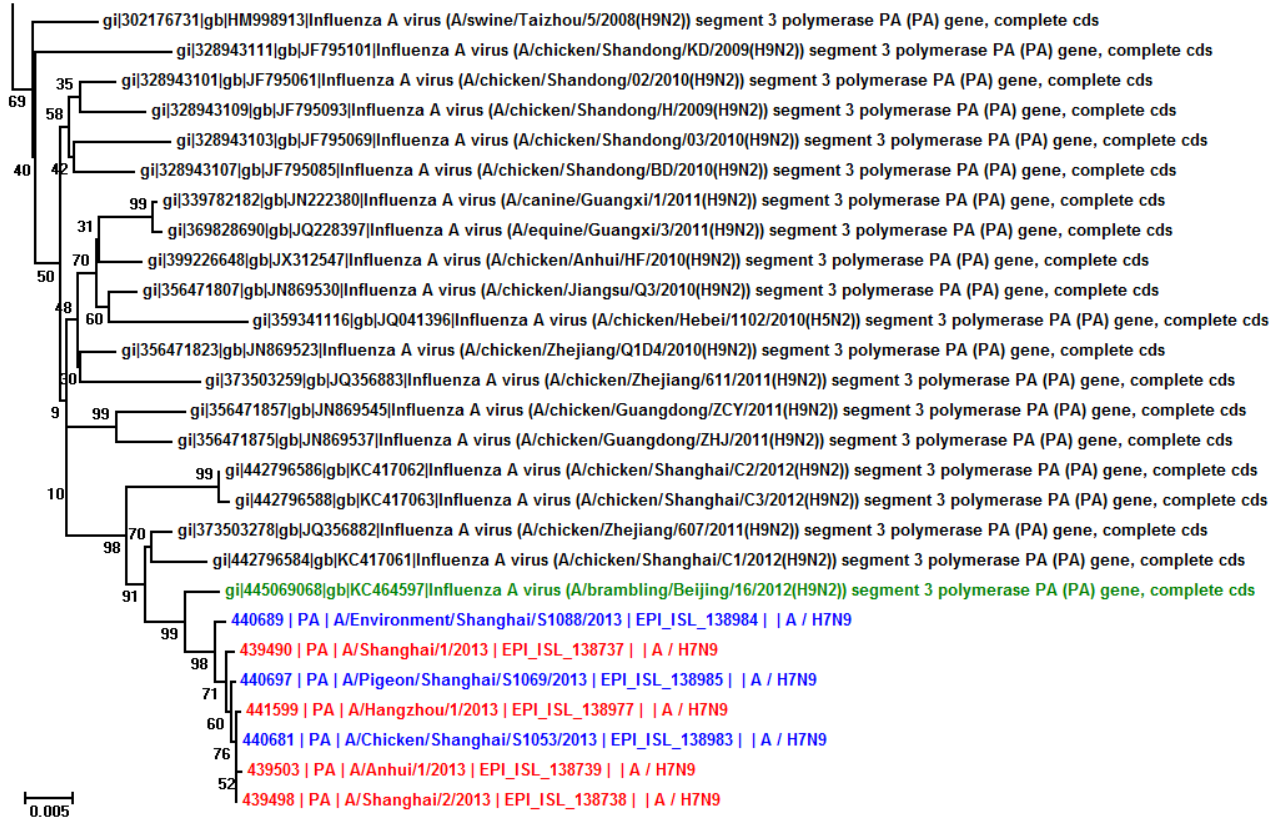 gi|302176731|gb|HM998913|Influenza A virus (A/swine/Taizhou/5/2008(H9N2)) segment 3 polymerase PA (PA) gene, complete cds
gi|328943111|gb|JF795101|Influenza A virus (A/chicken/Shandong/KD/2009(H9N2)) segment 3 polymerase PA (PA) gene, complete cds
35 gi|328943101|gb|JF795061|Influenza A virus (A/chicken/Shandong/02/2010(H9N2)) segment 3 polymerase PA (PA) gene, complete cds
69
58 gi|328943109|gb|JF795093|Influenza A virus (A/chicken/Shandong/H/2009(H9N2)) segment 3 polymerase PA (PA) gene, complete cds
gi|328943103|gb|JF795069|Influenza A virus (A/chicken/Shandong/03/2010(H9N2)) segment 3 polymerase PA (PA) gene, complete cds
40 42 gi|328943107|gb|JF795085|Influenza A virus (A/chicken/Shandong/BD/2010(H9N2)) segment 3 polymerase PA (PA) gene, complete cds
99 gi|339782182|gb|JN222380|Influenza A virus (A/canine/Guangxi/1/2011(H9N2)) segment 3 polymerase PA (PA) gene, complete cds
31 gi|369828690|gb|JQ228397|Influenza A virus (A/equine/Guangxi/3/2011(H9N2)) segment 3 polymerase PA (PA) gene, complete cds
70 gi|399226648|gb|JX312547|Influenza A virus (A/chicken/Anhui/HF/2010(H9N2)) segment 3 polymerase PA (PA) gene, complete cds
50
gi|356471807|gb|JN869530|Influenza A virus (A/chicken/Jiangsu/Q3/2010(H9N2)) segment 3 polymerase PA (PA) gene, complete cds
48
60 gi|359341116|gb|JQ041396|Influenza A virus (A/chicken/Hebei/1102/2010(H5N2)) segment 3 polymerase PA (PA) gene, complete cds
gi|356471823|gb|JN869523|Influenza A virus (A/chicken/Zhejiang/Q1D4/2010(H9N2)) segment 3 polymerase PA (PA) gene, complete cds
30 gi|373503259|gb|JQ356883|Influenza A virus (A/chicken/Zhejiang/611/2011(H9N2)) segment 3 polymerase PA (PA) gene, complete cds
9 99 gi|356471857|gb|JN869545|Influenza A virus (A/chicken/Guangdong/ZCY/2011(H9N2)) segment 3 polymerase PA (PA) gene, complete cds
gi|356471875|gb|JN869537|Influenza A virus (A/chicken/Guangdong/ZHJ/2011(H9N2)) segment 3 polymerase PA (PA) gene, complete cds
99 gi|442796586|gb|KC417062|Influenza A virus (A/chicken/Shanghai/C2/2012(H9N2)) segment 3 polymerase PA (PA) gene, complete cds
10 gi|442796588|gb|KC417063|Influenza A virus (A/chicken/Shanghai/C3/2012(H9N2)) segment 3 polymerase PA (PA) gene, complete cds
70 gi|373503278|gb|JQ356882|Influenza A virus (A/chicken/Zhejiang/607/2011(H9N2)) segment 3 polymerase PA (PA) gene, complete cds
98
gi|442796584|gb|KC417061|Influenza A virus (A/chicken/Shanghai/C1/2012(H9N2)) segment 3 polymerase PA (PA) gene, complete cds
91 gi|445069068|gb|KC464597|Influenza A virus (A/brambling/Beijing/16/2012(H9N2)) segment 3 polymerase PA (PA) gene, complete cds
440689 | PA | A/Environment/Shanghai/S1088/2013 | EPI_ISL_138984 | | A / H7N9
99
439490 | PA | A/Shanghai/1/2013 | EPI_ISL_138737 | | A / H7N9
98
440697 | PA | A/Pigeon/Shanghai/S1069/2013 | EPI_ISL_138985 | | A / H7N9
71
441599 | PA | A/Hangzhou/1/2013 | EPI_ISL_138977 | | A / H7N9
60
440681 | PA | A/Chicken/Shanghai/S1053/2013 | EPI_ISL_138983 | | A / H7N9
76
439503 | PA | A/Anhui/1/2013 | EPI_ISL_138739 | | A / H7N9
52
439498 | PA | A/Shanghai/2/2013 | EPI_ISL_138738 | | A / H7N9
0.005